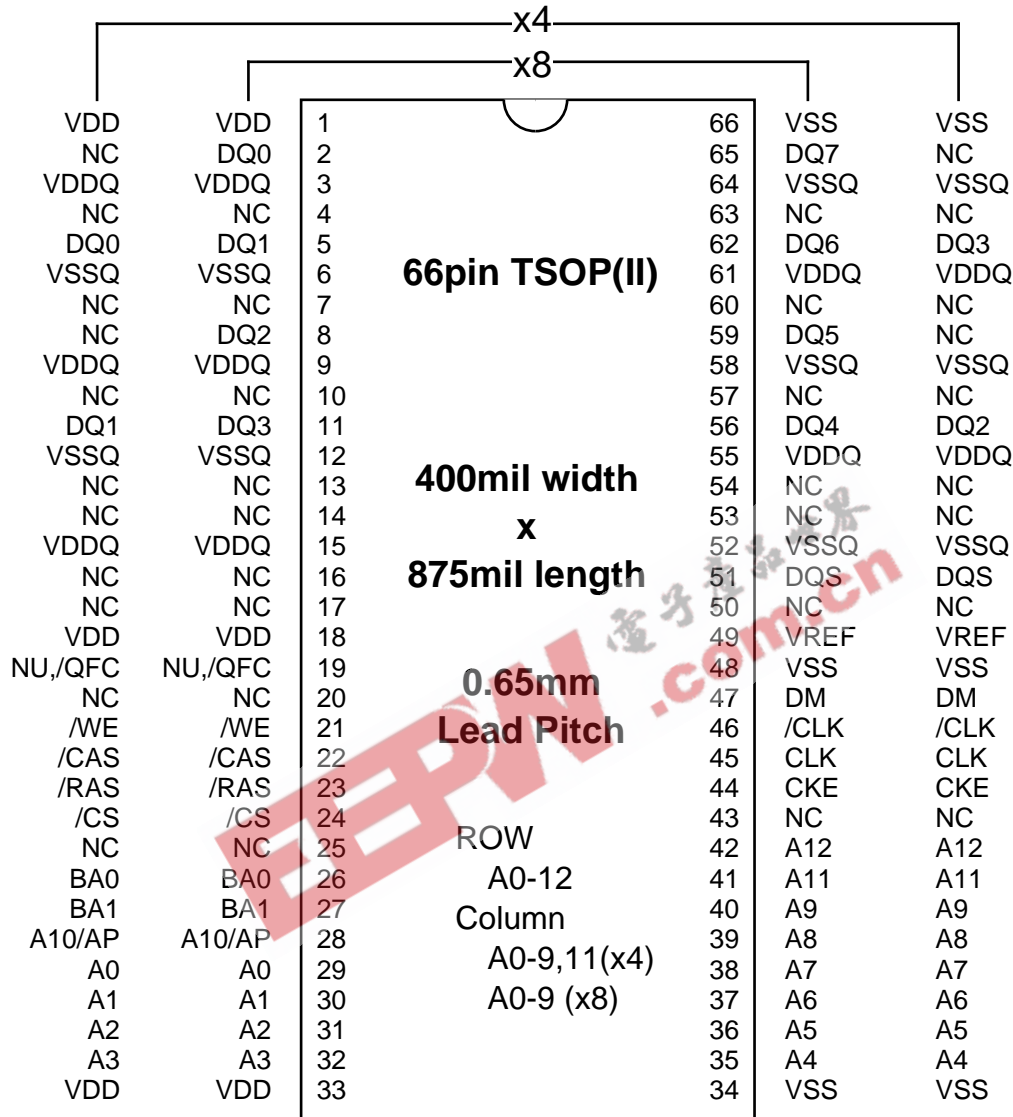 x4
x8
VDD VDD 1 66 VSS VSS
NC DQ0 2 65 DQ7 NC
VDDQ VDDQ 3 64 VSSQ VSSQ
NC NC 4 63 NC NC
DQ0 DQ1 5 62 DQ6 DQ3
VSSQ VSSQ 6 66pin TSOP(II) 61 VDDQ VDDQ
NC NC 7 60 NC NC
NC DQ2 8 59 DQ5 NC
VDDQ VDDQ 9 58 VSSQ VSSQ
NC NC 10 57 NC NC
DQ1 DQ3 11 56 DQ4 DQ2
VSSQ VSSQ 12 55 VDDQ VDDQ
NC NC 13 400mil width 54 NC NC
NC NC 14 x 53 NC NC
VDDQ VDDQ 15 52 VSSQ VSSQ
NC NC 16 875mil length 51 DQS DQS
NC NC 17 50 NC NC
VDD VDD 18 49 VREF VREF
NU,/QFC NU,/QFC 19 0.65mm 48 VSS VSS
NC NC 20 47 DM DM
/WE /WE 21 Lead Pitch 46 /CLK /CLK
/CAS /CAS 22 45 CLK CLK
/RAS /RAS 23 44 CKE CKE
/CS /CS 24 43 NC NC
NC NC 25 ROW 42 A12 A12
BA0 BA0 26 A0-12 41 A11 A11
BA1 BA1 27 Column 40 A9 A9
A10/AP A10/AP 28 39 A8 A8
A0 A0 29 A0-9,11(x4) 38 A7 A7
A1 A1 30 A0-9 (x8) 37 A6 A6
A2 A2 31 36 A5 A5
A3 A3 32 35 A4 A4
VDD VDD 33 34 VSS VSS
EEPW .com.cn
電子產品世界